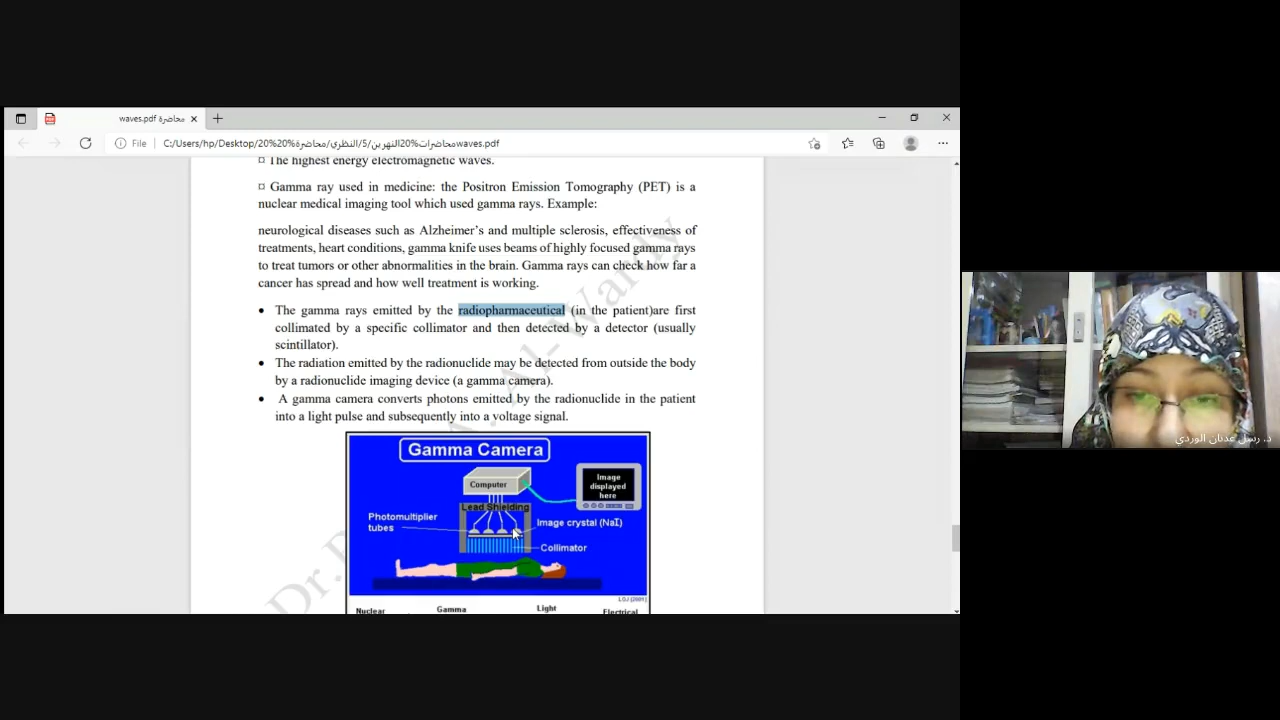 محاضرة waves.pdf
File
C:/Users/hp/Desktop/20%20%محاضرة/النظري/5/النهرين20%محاضراتwaves.pdf
¤ The highest energy electromagnetic waves.
¤ Gamma ray used in medicine: the Positron Emission Tomography (PET) is a
nuclear medical imaging tool which used gamma rays. Example:
neurological diseases such as Alzheimer's and multiple sclerosis, effectiveness of
treatments, heart conditions, gamma knife uses beams of highly focused gamma rays
to treat tumors or other abnormalities in the brain. Gamma rays can check how far a
cancer has spread and how well treatment is working.
• The gamma rays emitted by the radiopharmaceutical (in the patient)are first
collimated by a specific collimator and then detected by a detector (usually
scintillator).
• The radiation emitted by the radionuclide may be detected from outside the body
by a radionuclide imaging device (a gamma camera).
• A gamma camera converts photons emitted by the radionuclide in the patient
into a light pulse and subsequently into a voltage signal.
Gamma Camera
Computer
Image
displayed
here
Lead Shielding
Photomultiplier
tubes
Image crystal (NaI)
Collimator
Nuclear
Gamma
Light
Electrical
A. Al-Wardy
د. رسل عدنان الوردي